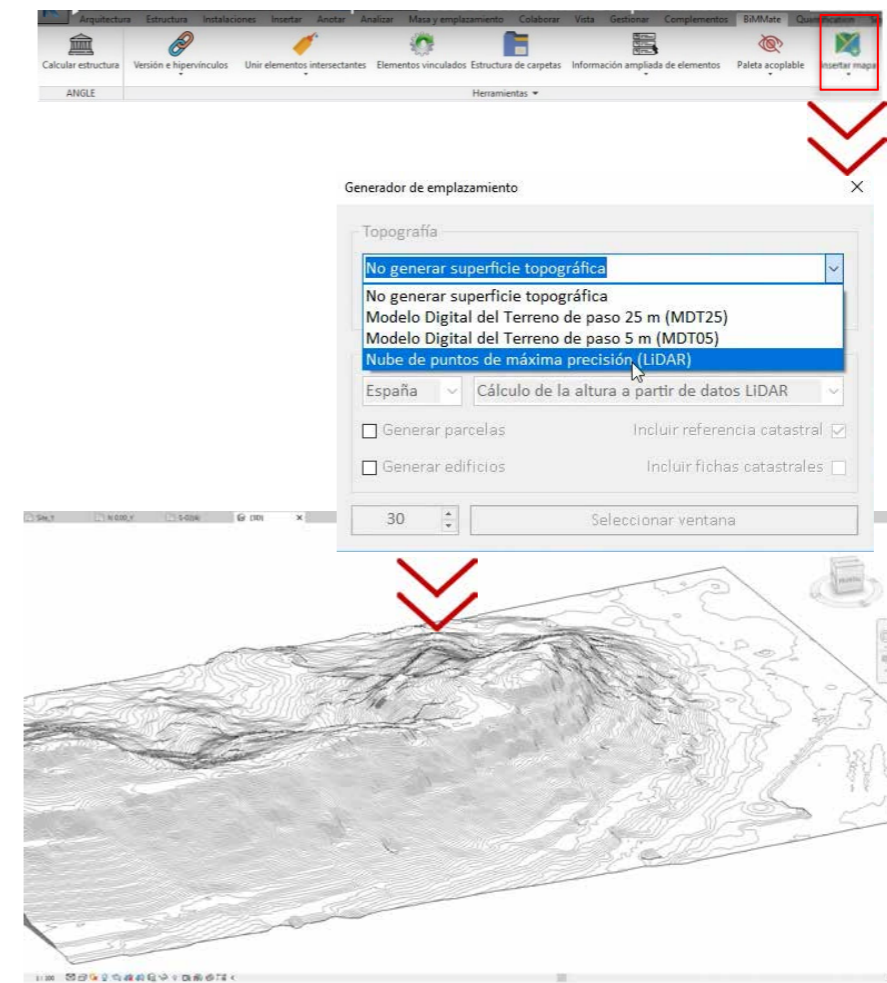 Arquitectura Estructura Instalaciones Insertar Anotar Analizar Masa y emplazamiento Colaborar Vista Gestionar Complementos BiMMate Quantification
Calcular estructura Versión e hipervínculos Unir elementos intersectantes Elementos vinculados Estructura de carpetas Información ampliada de elementos Paleta acoplable Insertar mapa
ANGLE Herramientas
Generador de emplazamiento
Topografía
No generar superficie topográfica
No generar superficie topográfica
Modelo Digital del Terreno de paso 25 m (MDT25)
Modelo Digital del Terreno de paso 5 m (MDT05)
Nube de puntos de máxima precisión (LiDAR)
España Cálculo de la altura a partir de datos LiDAR
Generar parcelas Incluir referencia catastral
Generar edificios Incluir fichas catastrales
30 Seleccionar ventana